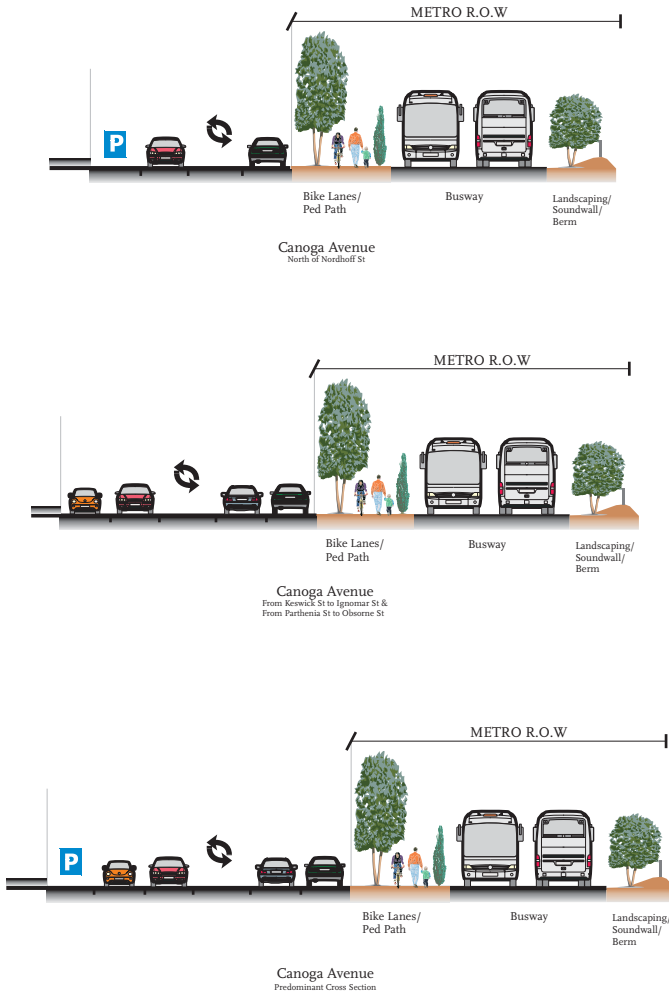 METRO R.O.W
P
Bike Lanes/
Ped Path
Busway
Landscaping/
Soundwall/
Berm
Canoga Avenue
North of Nordhoff St
METRO R.O.W
Bike Lanes/
Ped Path
Busway
Landscaping/
Soundwall/
Berm
Canoga Avenue
From Keswick St to Ignomar St &
From Parthenia St to Obsorne St
METRO R.O.W
P
Bike Lanes/
Ped Path
Busway
Landscaping/
Soundwall/
Berm
Canoga Avenue
Predominant Cross Section